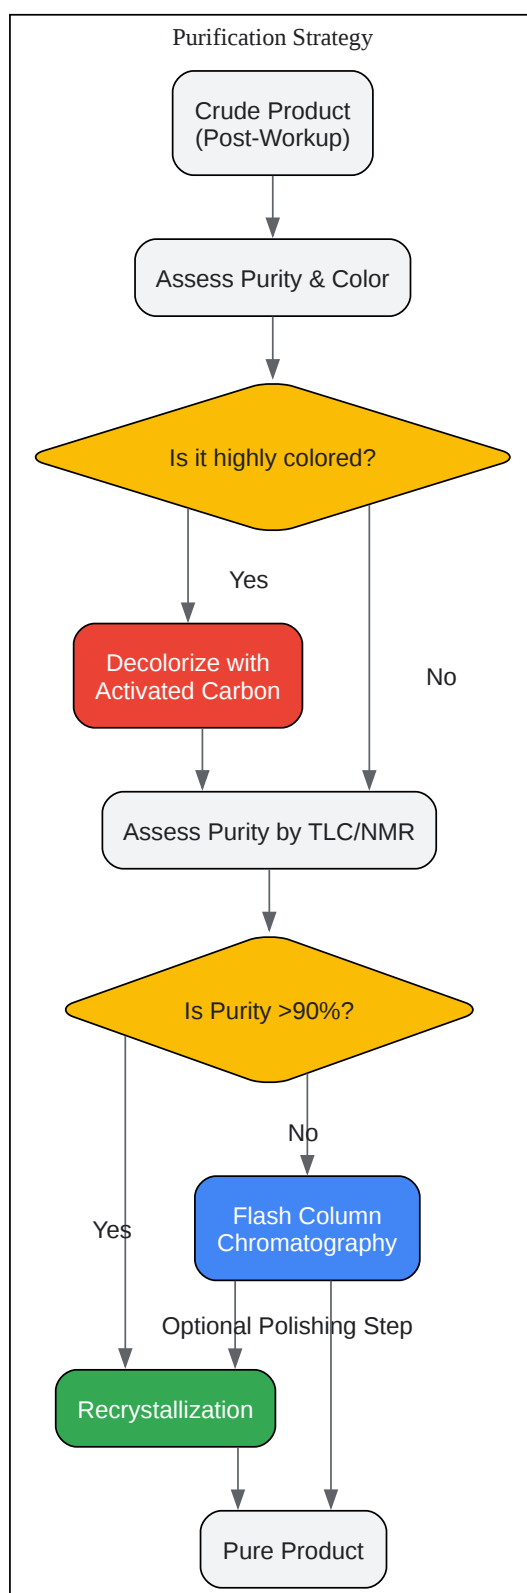 Purification Strategy
Crude Product
(Post-Workup)
Assess Purity & Color
Is it highly colored?
Yes
Decolorize with
Activated Carbon
No
Assess Purity by TLC/NMR
Is Purity >90%?
No
Yes
Flash Column
Chromatography
Optional Polishing Step
Recrystallization
Pure Product